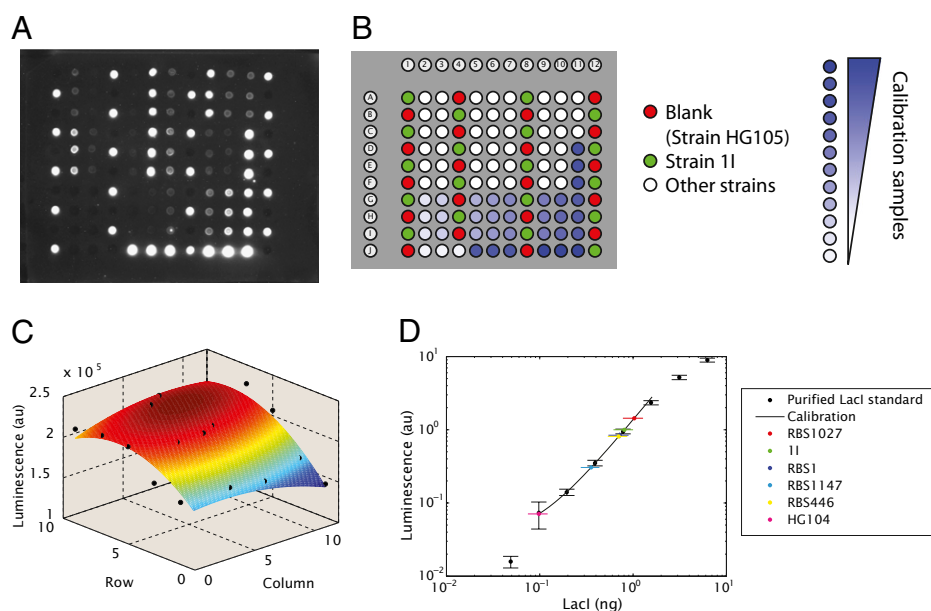 A
B
1 2 3 4 5 6 7 8 9 10 11 12
A
B
C
D
E
F
G
H
I
J
Blank
(Strain HG105)
Strain 1I
Other strains
Calibration samples
C
x 10^5
2.5
2
1.5
1
10
5
0
0
5
10
Luminescence (au)
Row
Column
D
10^1
10^0
10^-1
10^-2
10^-2 10^-1 10^0 10^1
Luminescence (au)
LacI (ng)
Purified LacI standard
Calibration
RBS1027
1I
RBS1
RBS1147
RBS446
HG104